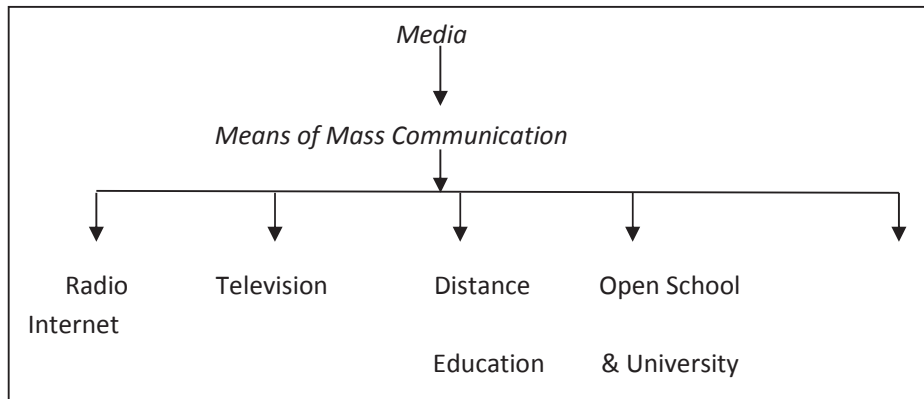 Media
Means of Mass Communication
Radio Television Distance Open School
Internet
Education & University